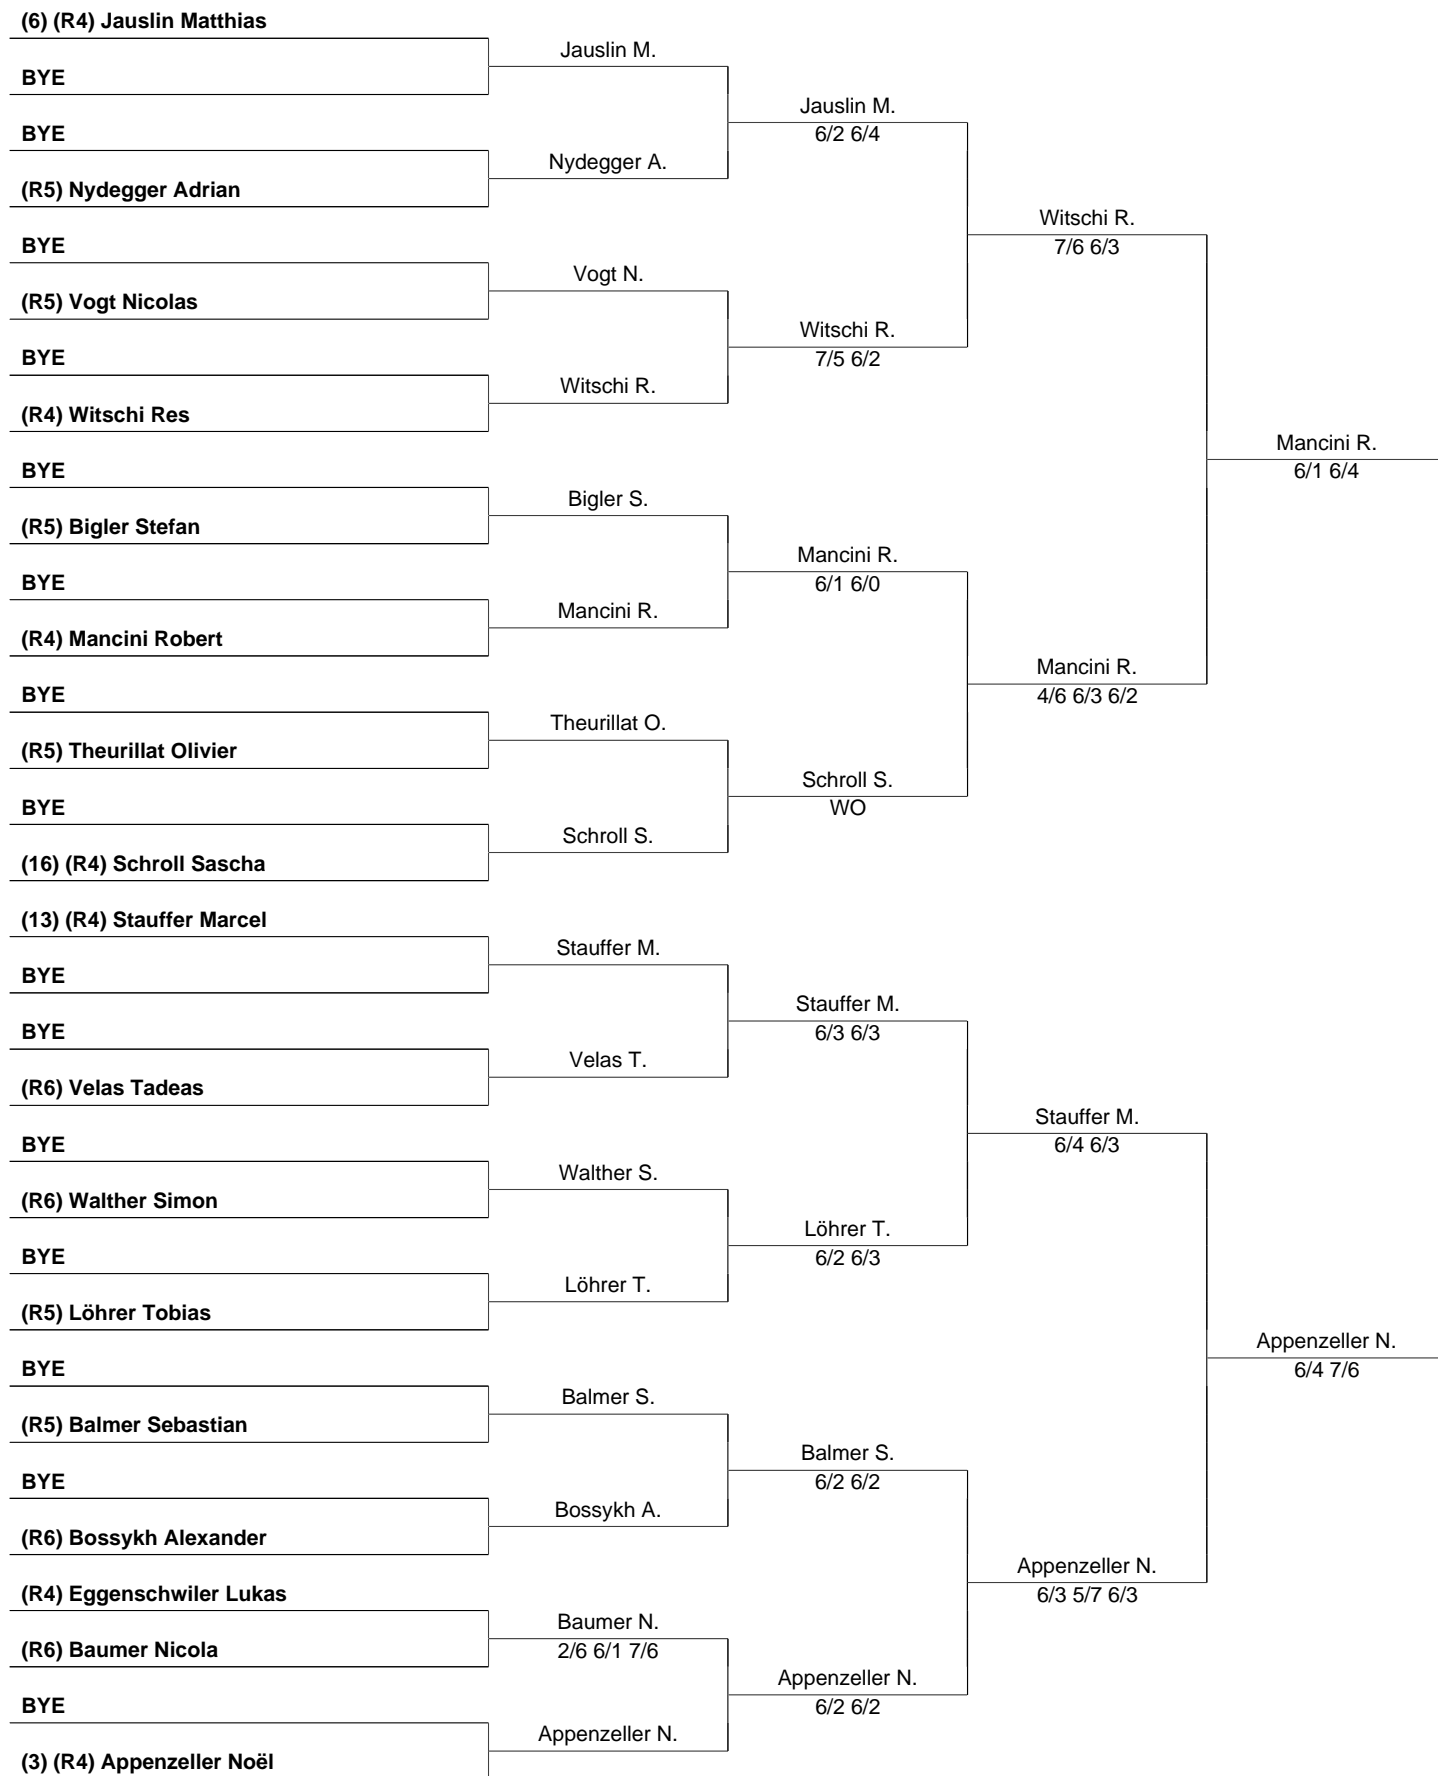 (6) (R4) Jauslin Matthias
BYE
BYE
(R5) Nydegger Adrian
BYE
(R5) Vogt Nicolas
BYE
(R4) Witschi Res
BYE
(R5) Bigler Stefan
BYE
(R4) Mancini Robert
BYE
(R5) Theurillat Olivier
BYE
(16) (R4) Schroll Sascha
(13) (R4) Stauffer Marcel
BYE
BYE
(R6) Velas Tadeas
BYE
(R6) Walther Simon
BYE
(R5) Löhrer Tobias
BYE
(R5) Balmer Sebastian
BYE
(R6) Bossykh Alexander
(R4) Eggenschwiler Lukas
(R6) Baumer Nicola
BYE
(3) (R4) Appenzeller Noël
Jauslin M.
Nydegger A.
Vogt N.
Witschi R.
Bigler S.
Mancini R.
Theurillat O.
Schroll S.
Stauffer M.
Velas T.
Walther S.
Löhrer T.
Balmer S.
Bossykh A.
Baumer N.
2/6 6/1 7/6
Appenzeller N.
Jauslin M.
6/2 6/4
Witschi R.
7/5 6/2
Mancini R.
6/1 6/0
Schroll S.
WO
Stauffer M.
6/3 6/3
Löhrer T.
6/2 6/3
Balmer S.
6/2 6/2
Appenzeller N.
6/2 6/2
Witschi R.
7/6 6/3
Mancini R.
4/6 6/3 6/2
Stauffer M.
6/4 6/3
Appenzeller N.
6/3 5/7 6/3
Mancini R.
6/1 6/4
Appenzeller N.
6/4 7/6